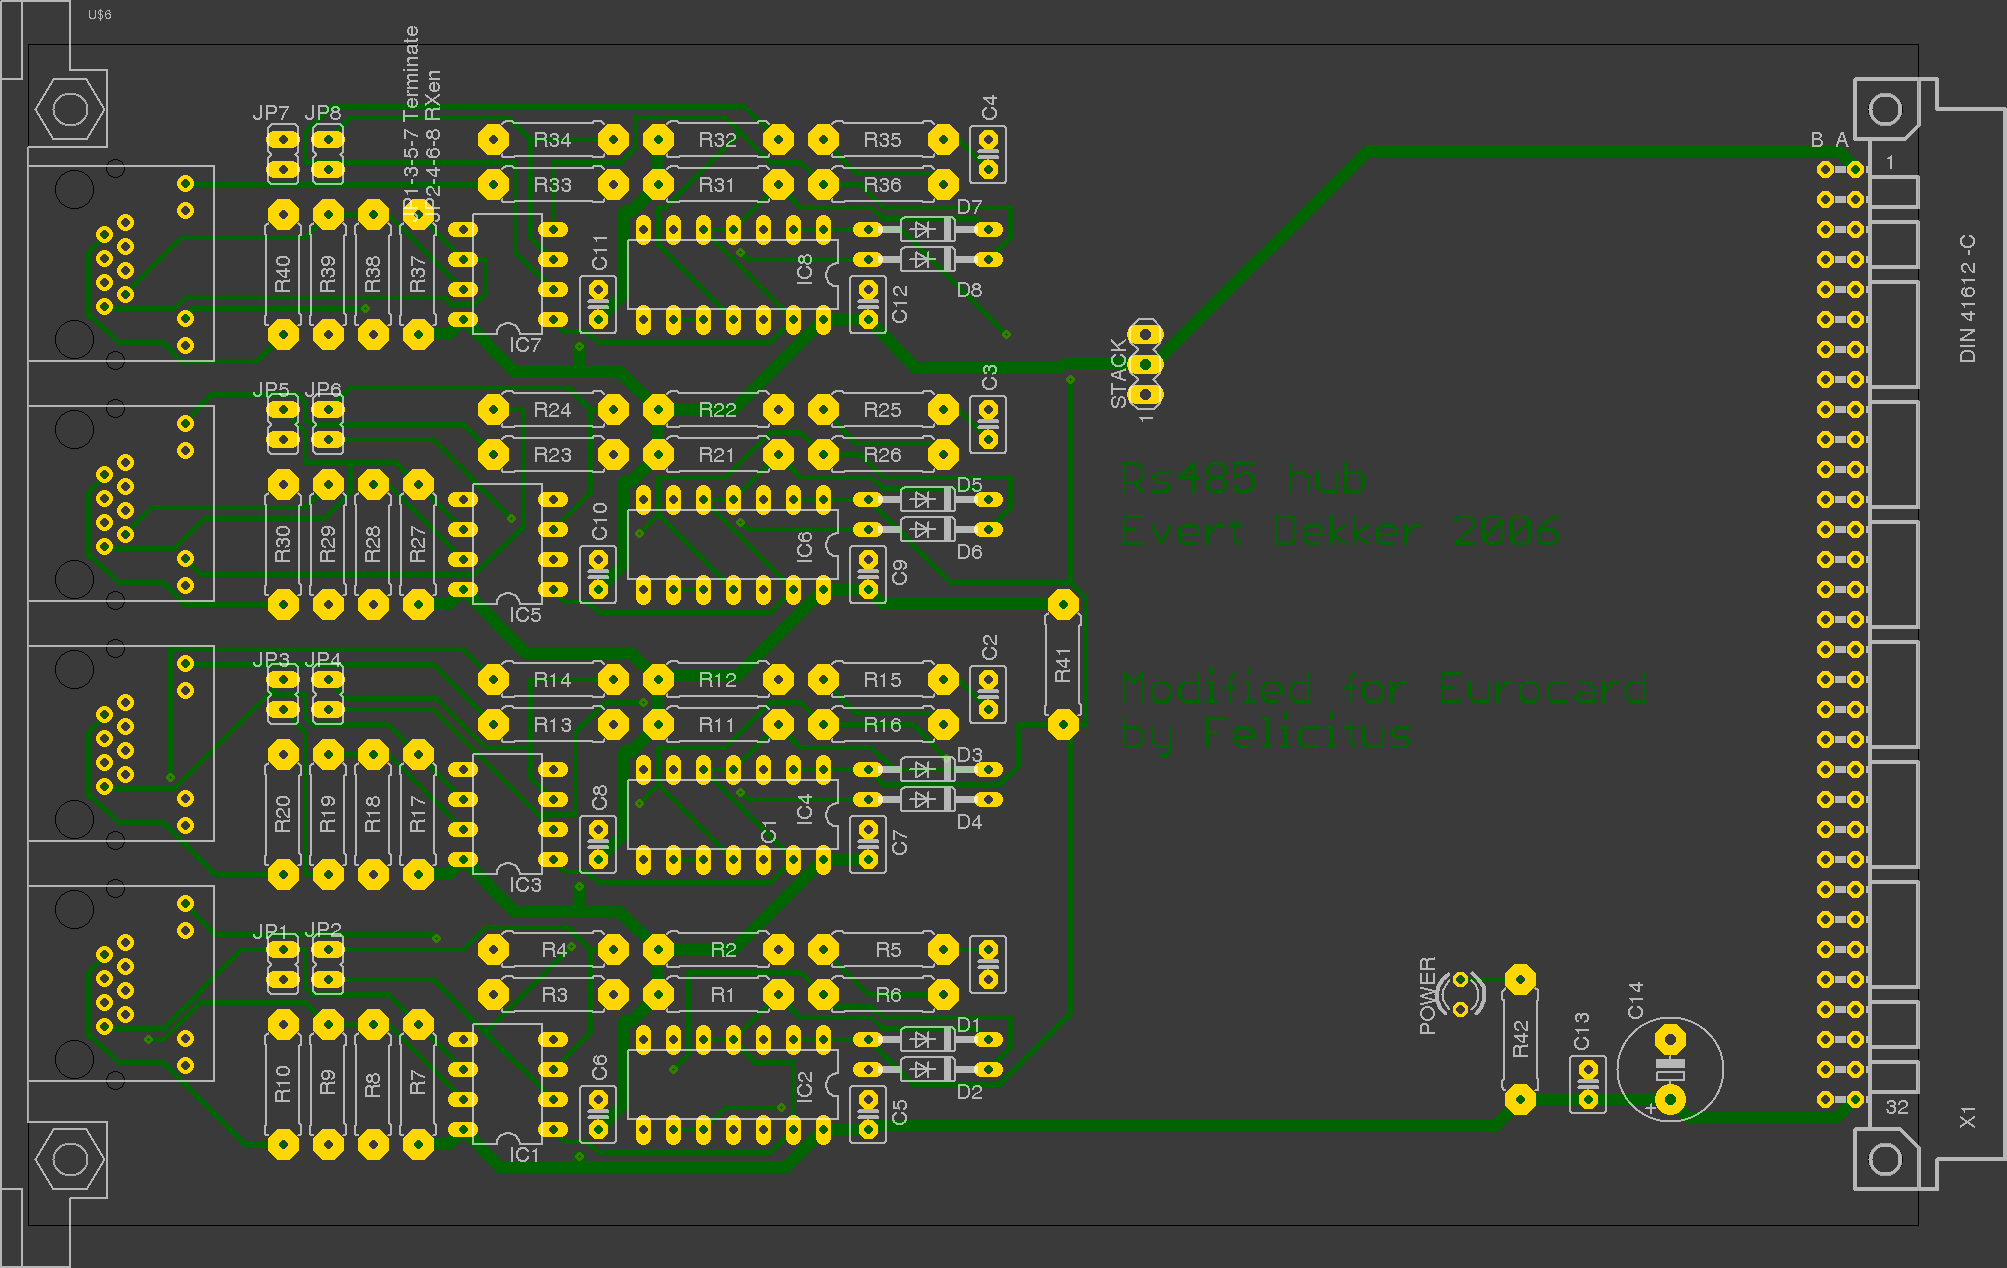 U$6
JP7 JP8
JP1-3-5-7 Terminate
JP2-4-6-8 RXen
R34 R32 R35 C4
R33 R31 R36
R40 R39 R38 R37
IC7 C11 IC8 C12
D7
D8
STACK
1
B A
1
DIN 41612 -C
JP5 JP6
R24 R22 R25 C3
R23 R21 R26
R30 R29 R28 R27
IC5 C10 IC6 C9
D5
D6
Rs485 hub
Evert Dekker 2006
JP3 JP4
R14 R12 R15 C2
R13 R11 R16
R41
Modified for Eurocard
by Felicitus
R20 R19 R18 R17
IC3 C8 C1 IC4 C7
D3
D4
JP1 JP2
R4 R2 R5
R3 R1 R6
R10 R9 R8 R7
IC1 C6 IC2 C5
D1
D2
POWER
R42 C13 C14
+
32
X1